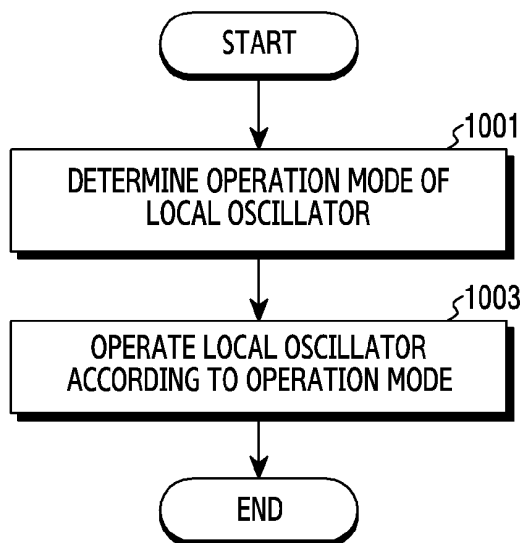 START
1001
DETERMINE OPERATION MODE OF
LOCAL OSCILLATOR
1003
OPERATE LOCAL OSCILLATOR
ACCORDING TO OPERATION MODE
END